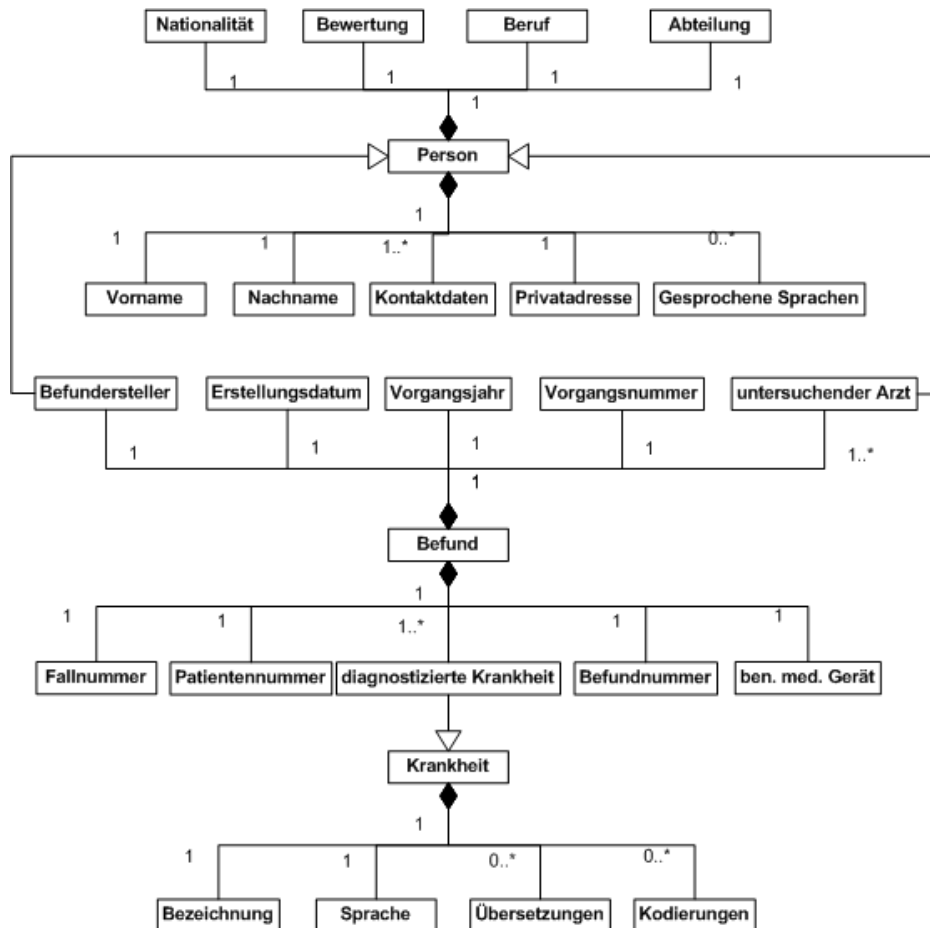 Nationalität Bewertung Beruf Abteilung
1 1 1 1
1
Person
1
1 1 1..* 1 0..*
Vorname Nachname Kontaktdaten Privatadresse Gesprochene Sprachen
Befundersteller Erstellungsdatum Vorgangsjahr Vorgangsnummer untersuchender Arzt
1 1 1 1 1..*
1
Befund
1
1 1 1..* 1 1
Fallnummer Patientennummer diagnostizierte Krankheit Befundnummer ben. med. Gerät
Krankheit
1
1 1 0..* 0..*
Bezeichnung Sprache Übersetzungen Kodierungen